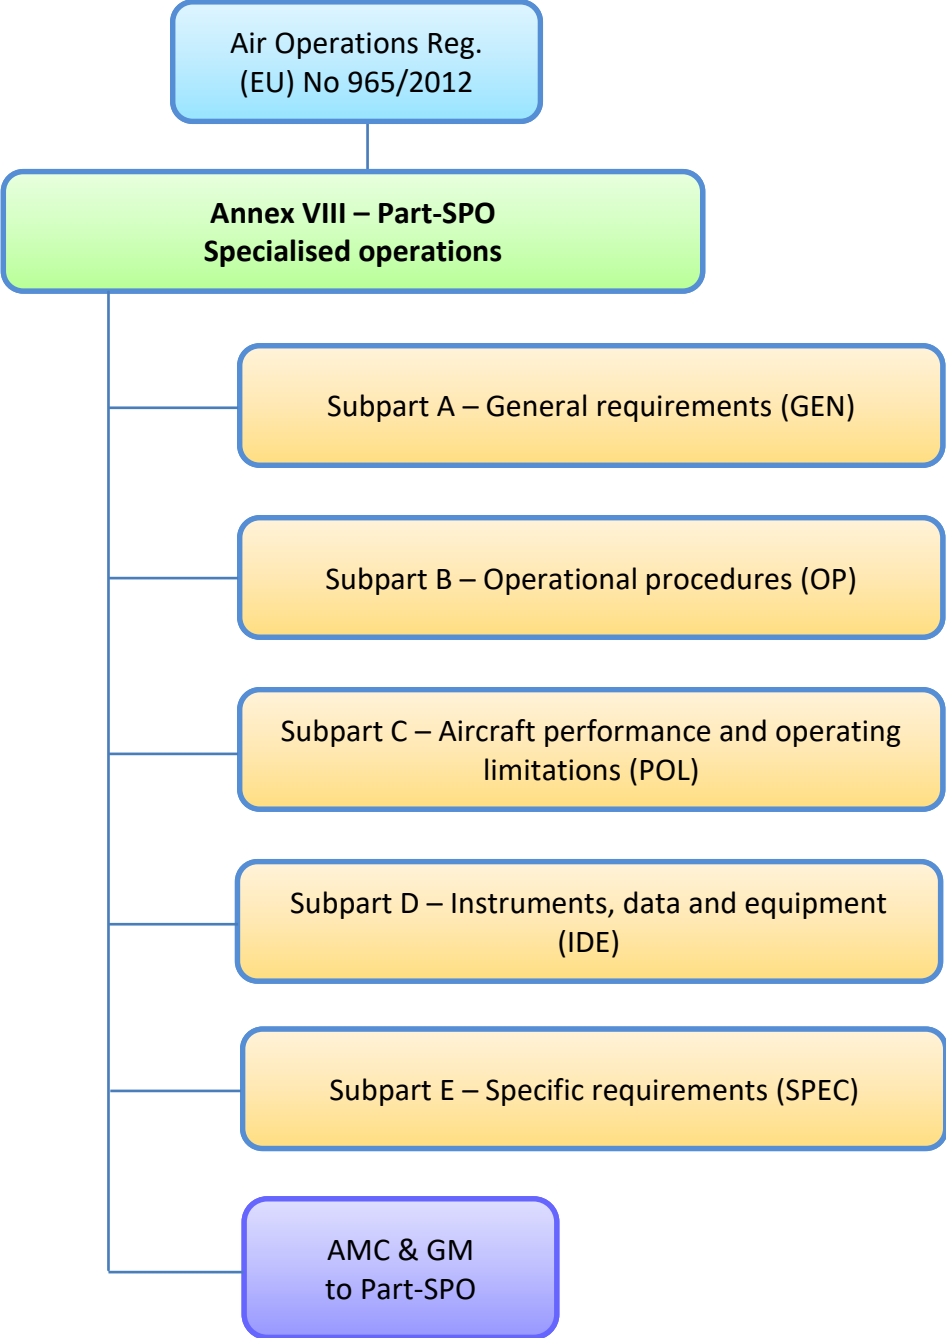 Air Operations Reg.
(EU) No 965/2012
Annex VIII – Part-SPO
Specialised operations
Subpart A – General requirements (GEN)
Subpart B – Operational procedures (OP)
Subpart C – Aircraft performance and operating
limitations (POL)
Subpart D – Instruments, data and equipment
(IDE)
Subpart E – Specific requirements (SPEC)
AMC & GM
to Part-SPO